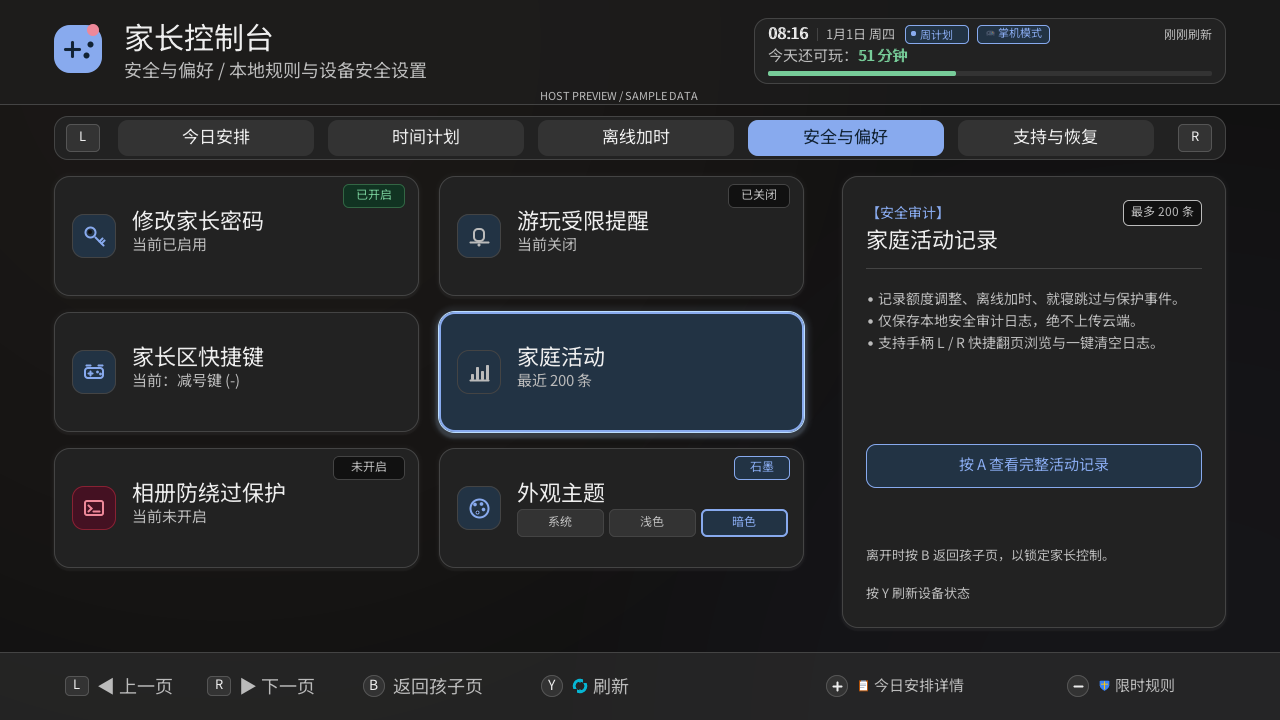 家长控制台
安全与偏好 / 本地规则与设备安全设置
08:16 | 1月1日 周四 周计划 掌机模式 刚刚刷新
今天还可玩： 51 分钟
HOST PREVIEW / SAMPLE DATA
L 今日安排 时间计划 离线加时 安全与偏好 支持与恢复 R
已开启
修改家长密码
当前已启用
已关闭
游玩受限提醒
当前关闭
家长区快捷键
当前：减号键 (-)
家庭活动
最近 200 条
未开启
相册防绕过保护
当前未开启
石墨
外观主题
系统 浅色 暗色
【安全审计】 最多 200 条
家庭活动记录
• 记录额度调整、离线加时、就寝跳过与保护事件。
• 仅保存本地安全审计日志，绝不上传云端。
• 支持手柄 L / R 快捷翻页浏览与一键清空日志。
按 A 查看完整活动记录
离开时按 B 返回孩子页，以锁定家长控制。
按 Y 刷新设备状态
L ◀ 上一页 R ▶ 下一页 B 返回孩子页 Y 刷新 + 今日安排详情 − 限时规则